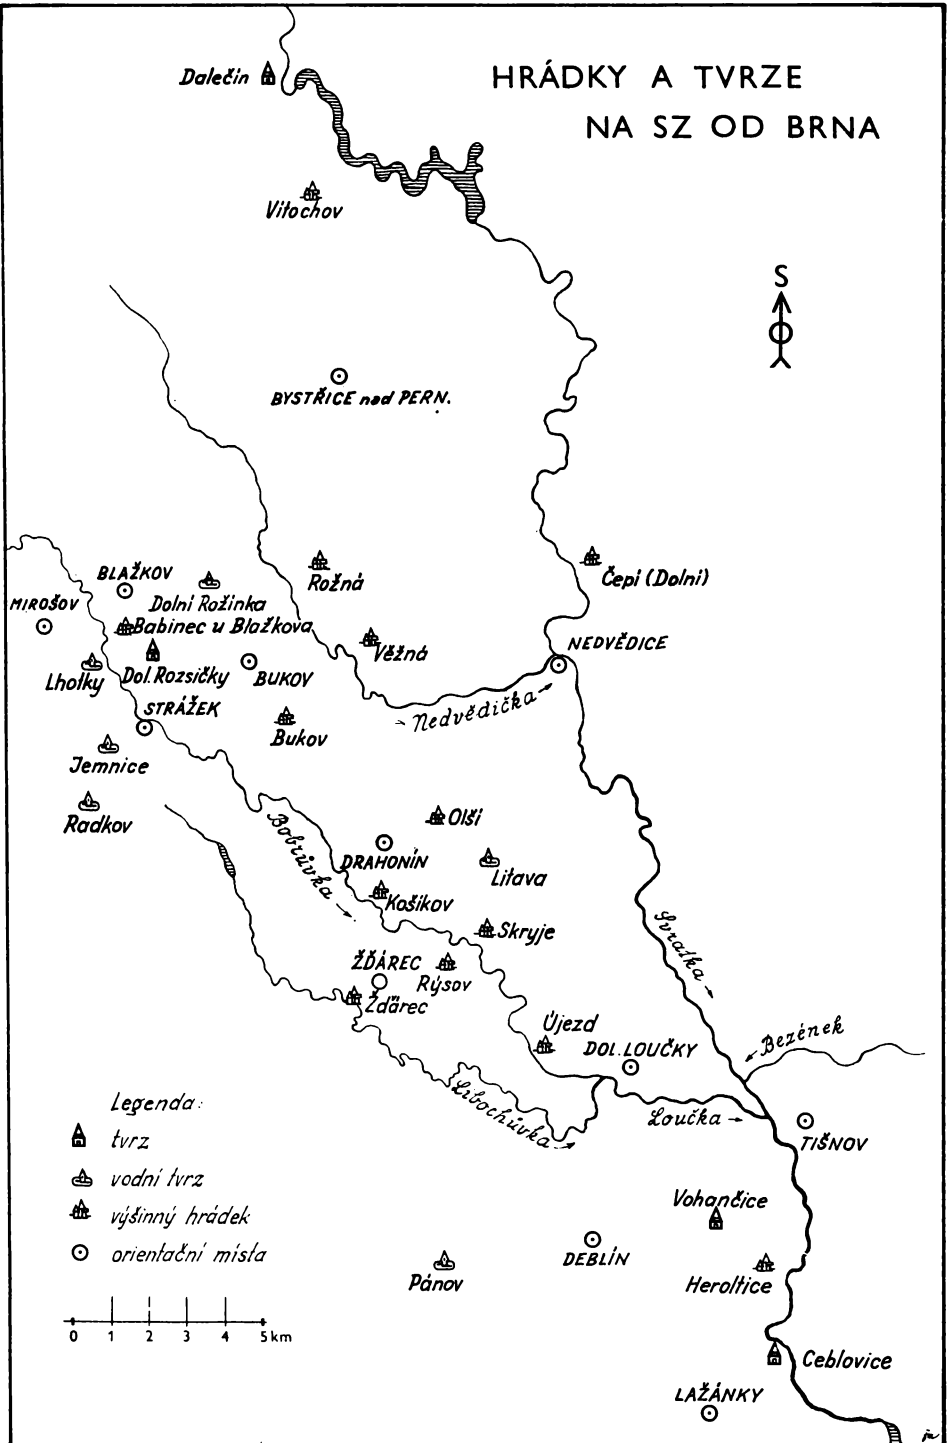 HRÁDKY A TVRZE
NA SZ OD BRNA
Dalečín
Vítochov
S
BYSTŘICE nad PERN.
BLAŽKOV
MIROŠOV
Dolní Rožínka
Rožná
Čepí (Dolní)
Babinec u Blažkova
Věžná
NEDVĚDICE
Lhotky
Dol. Rozsičky
BUKOV
STRÁŽEK
Nedvědička
Bukov
Jemnice
Radkov
Bobrůvka
Olší
DRAHONÍN
Litava
Košíkov
Skryje
Svratka
ŽĎÁREC
Rýsov
Žďárec
Újezd
DOL. LOUČKY
Bezének
Libochůvka
Loučka
TIŠNOV
Legenda:
tvrz
vodní tvrz
výšinný hrádek
orientační místa
Vohančice
DEBLÍN
Pánov
Heroltice
0 1 2 3 4 5 km
Ceblovice
LAŽÁNKY